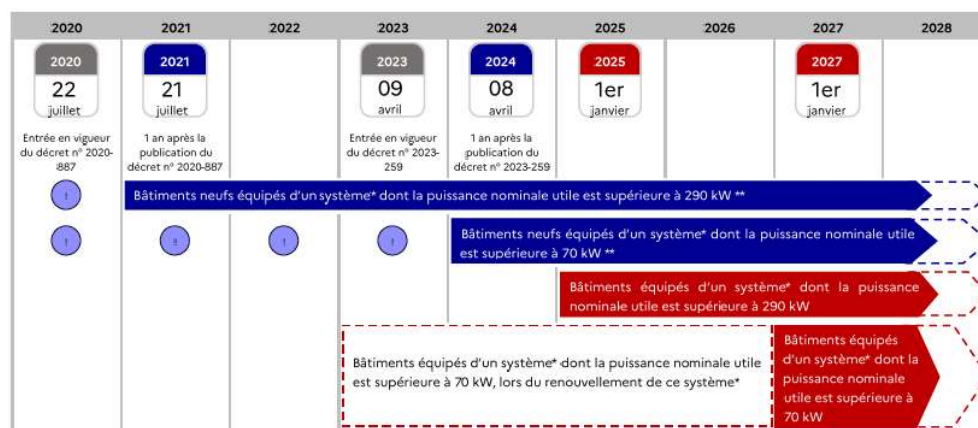 2020 2021 2022 2023 2024 2025 2026 2027 2028
2020 2021 2023 2024 2025 2027
22 21 09 08 1er 1er
juillet juillet avril avril janvier janvier
Entrée en vigueur
du décret n° 2020-
887
1 an après la
publication du
décret n° 2020-887
Entrée en vigueur
du décret n° 2023-
259
1 an après la
publication du
décret n° 2023-259
! Bâtiments neufs équipés d'un système* dont la puissance nominale utile est supérieure à 290 kW **
! !! ! !
Bâtiments neufs équipés d'un système* dont la puissance nominale utile
est supérieure à 70 kW **
Bâtiments équipés d'un système* dont la puissance
nominale utile est supérieure à 290 kW
Bâtiments équipés d'un système* dont la puissance nominale utile
est supérieure à 70 kW, lors du renouvellement de ce système*
Bâtiments équipés
d'un système* dont la
puissance nominale
utile est supérieure à
70 kW